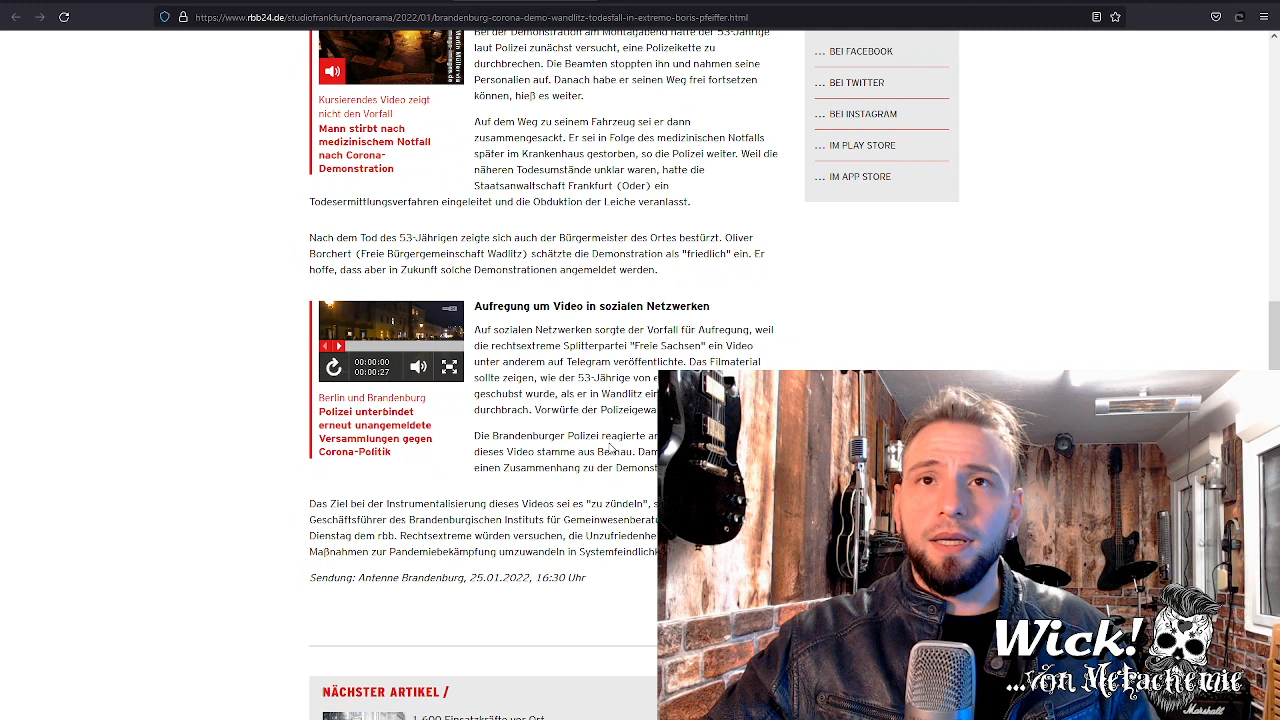 https://www.rbb24.de/studiofrankfurt/panorama/2022/01/brandenburg-corona-demo-wandlitz-todesfall-in-extremo-boris-pfeiffer.html
Bei der Demonstration am Montagabend hatte der 53-Jährige
laut Polizei zunächst versucht, eine Polizeikette zu
durchbrechen. Die Beamten stoppten ihn und nahmen seine
Personalien auf. Danach habe er seinen Weg frei fortsetzen
können, hieß es weiter.
Kursierendes Video zeigt
nicht den Vorfall
Mann stirbt nach
medizinischem Notfall
nach Corona-
Demonstration
Auf dem Weg zu seinem Fahrzeug sei er dann
zusammengesackt. Er sei in Folge des medizinischen Notfalls
später im Krankenhaus gestorben, so die Polizei weiter. Weil die
näheren Todesumstände unklar waren, hatte die
Staatsanwaltschaft Frankfurt (Oder) ein
Todesermittlungsverfahren eingeleitet und die Obduktion der Leiche veranlasst.
Nach dem Tod des 53-Jährigen zeigte sich auch der Bürgermeister des Ortes bestürzt. Oliver
Borchert (Freie Bürgergemeinschaft Wadlitz) schätzte die Demonstration als "friedlich" ein. Er
hoffe, dass aber in Zukunft solche Demonstrationen angemeldet werden.
00:00:00
00:00:27
Berlin und Brandenburg
Polizei unterbindet
erneut unangemeldete
Versammlungen gegen
Corona-Politik
Aufregung um Video in sozialen Netzwerken
Auf sozialen Netzwerken sorgte der Vorfall für Aufregung, weil
die rechtsextreme Splitterpartei "Freie Sachsen" ein Video
unter anderem auf Telegram veröffentlichte. Das Filmaterial
sollte zeigen, wie der 53-Jährige von e
geschubst wurde, als er in Wandlitz ein
durchbrach. Vorwürfe der Polizeigewa
Die Brandenburger Polizei reagierte an
dieses Video stamme aus Bernau. Dam
einen Zusammenhang zu der Demonst
Das Ziel bei der Instrumentalisierung dieses Videos sei es "zu zündeln", s
Geschäftsführer des Brandenburgischen Instituts für Gemeinwesenberatu
Dienstag dem rbb. Rechtsextreme würden versuchen, die Unzufriedenhe
Maßnahmen zur Pandemiebekämpfung umzuwandeln in Systemfeindlichk
Sendung: Antenne Brandenburg, 25.01.2022, 16:30 Uhr
NÄCHSTER ARTIKEL /
1.600 Einsatzkräfte vor Ort
... BEI FACEBOOK
... BEI TWITTER
... BEI INSTAGRAM
... IM PLAY STORE
... IM APP STORE
Wick!
...von Metachemie
Marshall